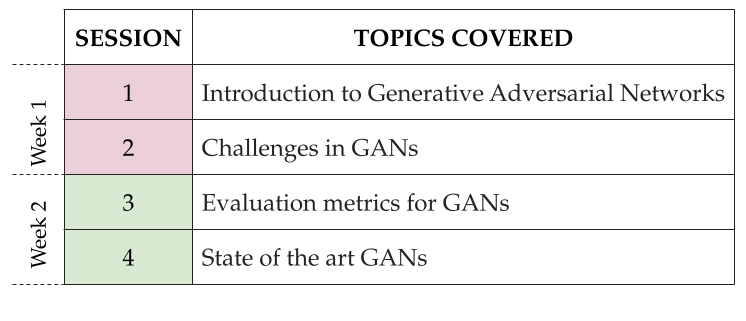 SESSION TOPICS COVERED
Week 1
1 Introduction to Generative Adversarial Networks
2 Challenges in GANs
Week 2
3 Evaluation metrics for GANs
4 State of the art GANs